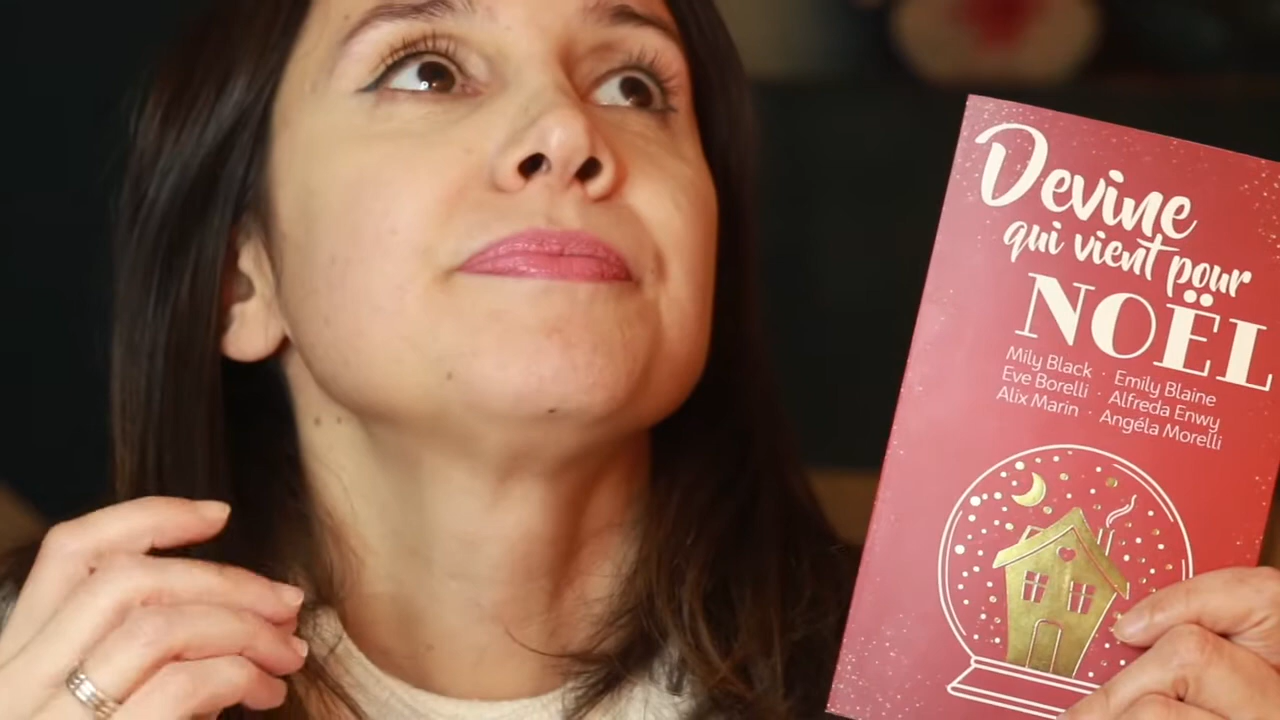 Devine
qui vient pour
NOËL
Mily Black · Emily Blaine
Eve Borelli · Alfreda Enwy
Alix Marin · Angéla Morelli